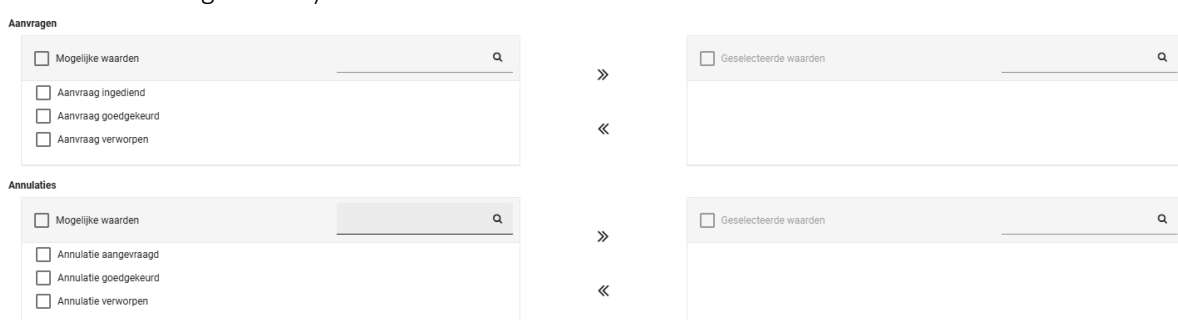 Aanvragen
Mogelijke waarden
Geselecteerde waarden
Aanvraag ingediend
Aanvraag goedgekeurd
Aanvraag verworpen
Annulaties
Mogelijke waarden
Geselecteerde waarden
Annulatie aangevraagd
Annulatie goedgekeurd
Annulatie verworpen